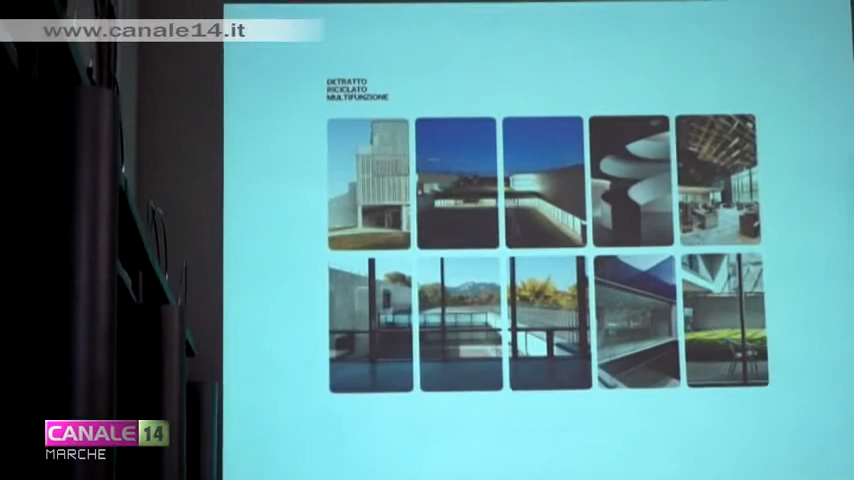 www.canale14.it
DETRATTO
RICICLATO
MULTIFUNZIONE
CANALE 14
MARCHE